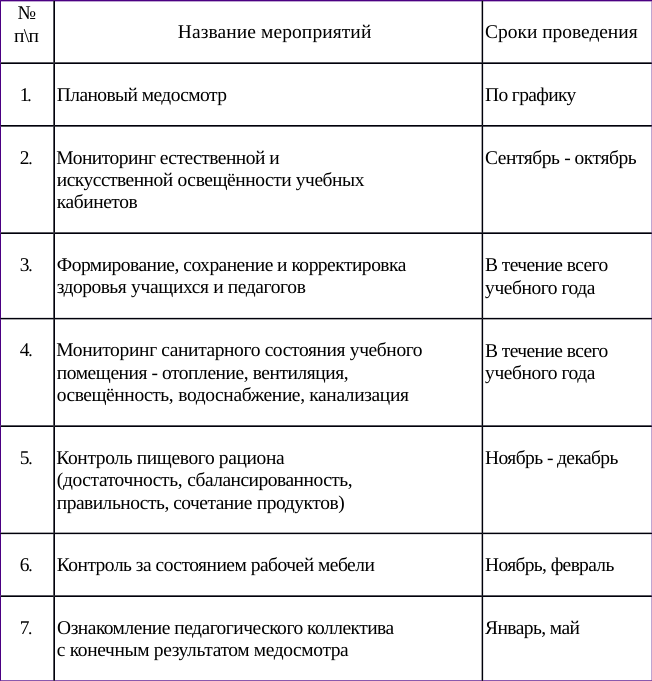 №
п\п
Название мероприятий
Сроки проведения
1.
Плановый медосмотр
По графику
2.
Мониторинг естественной и
искусственной освещённости учебных
кабинетов
Сентябрь - октябрь
3.
Формирование, сохранение и корректировка
здоровья учащихся и педагогов
В течение всего
учебного года
4.
Мониторинг санитарного состояния учебного
помещения - отопление, вентиляция,
освещённость, водоснабжение, канализация
В течение всего
учебного года
5.
Контроль пищевого рациона
(достаточность, сбалансированность,
правильность, сочетание продуктов)
Ноябрь - декабрь
6.
Контроль за состоянием рабочей мебели
Ноябрь, февраль
7.
Ознакомление педагогического коллектива
с конечным результатом медосмотра
Январь, май